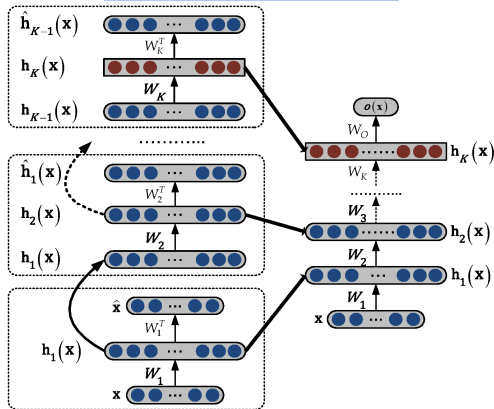 ĥ_{K-1}(x)
W_K^T
h_K(x)
W_K
h_{K-1}(x)
ĥ_1(x)
W_2^T
h_2(x)
W_2
h_1(x)
x̂
W_1^T
h_1(x)
W_1
x
o(x)
W_O
h_K(x)
W_K
W_3
h_2(x)
W_2
h_1(x)
W_1
x